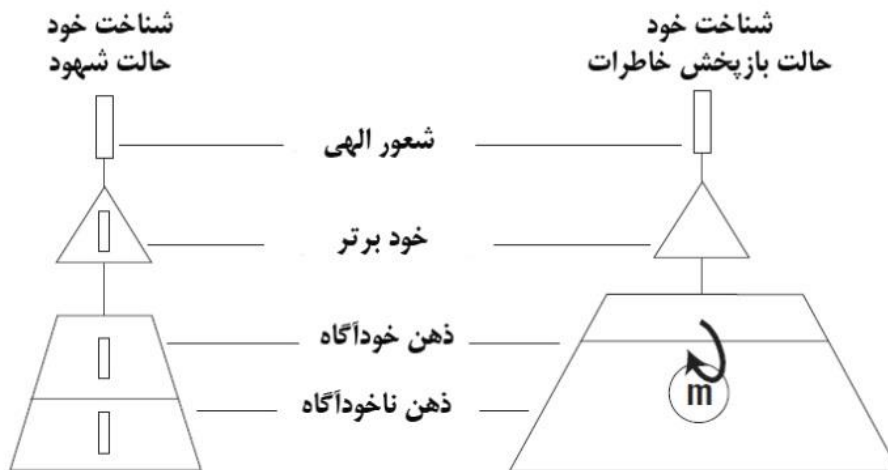 شناخت خود
حالت بازپخش خاطرات
شناخت خود
حالت شهود
شعور الهی
خود برتر
ذهن خودآگاه
ذهن ناخودآگاه
m